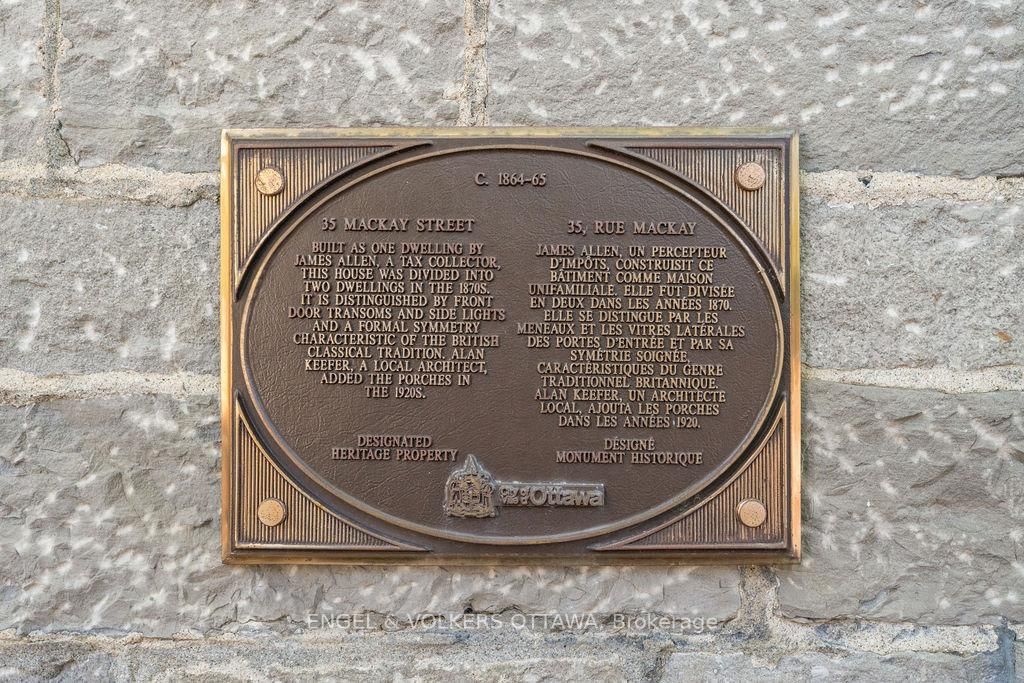 C. 1864-65
35 MACKAY STREET
BUILT AS ONE DWELLING BY
JAMES ALLEN, A TAX COLLECTOR,
THIS HOUSE WAS DIVIDED INTO
TWO DWELLINGS IN THE 1870S.
IT IS DISTINGUISHED BY FRONT
DOOR TRANSOMS AND SIDE LIGHTS
AND A FORMAL SYMMETRY
CHARACTERISTIC OF THE BRITISH
CLASSICAL TRADITION. ALAN
KEEFER, A LOCAL ARCHITECT,
ADDED THE PORCHES IN
THE 1920S.
DESIGNATED
HERITAGE PROPERTY
35, RUE MACKAY
JAMES ALLEN, UN PERCEPTEUR
D'IMPÔTS, CONSTRUISIT CE
BÂTIMENT COMME MAISON
UNIFAMILIALE. ELLE FUT DIVISÉE
EN DEUX DANS LES ANNÉES 1870.
ELLE SE DISTINGUE PAR LES
MENEAUX ET LES VITRES LATÉRALES
DES PORTES D'ENTRÉE ET PAR SA
SYMÉTRIE SOIGNÉE,
CARACTÉRISTIQUES DU GENRE
TRADITIONNEL BRITANNIQUE.
ALAN KEEFER, UN ARCHITECTE
LOCAL, AJOUTA LES PORCHES
DANS LES ANNÉES 1920.
DÉSIGNÉ
MONUMENT HISTORIQUE
Ottawa
ENGEL & VOLKERS OTTAWA, Brokerage